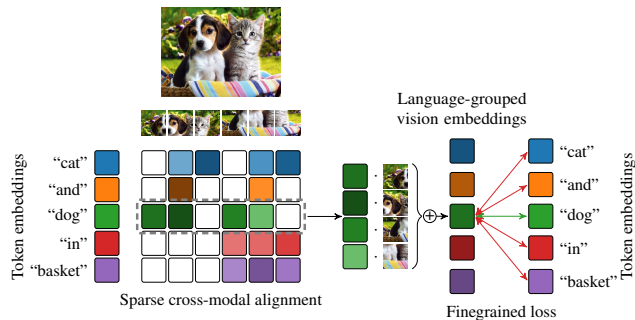 Language-grouped
vision embeddings
Token embeddings
“cat”
“and”
“dog”
“in”
“basket”
Sparse cross-modal alignment
“cat”
“and”
“dog”
“in”
“basket”
Token embeddings
Finegrained loss